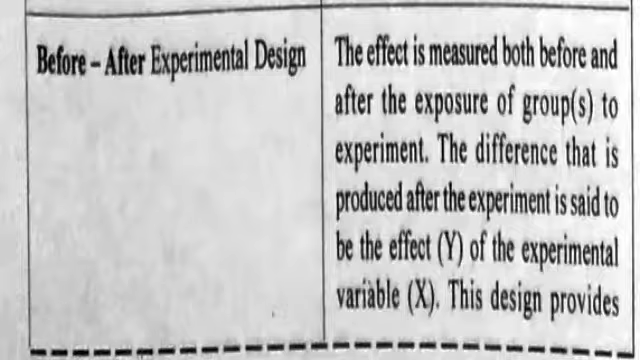 Before – After Experimental Design
The effect is measured both before and
after the exposure of group(s) to
experiment. The difference that is
produced after the experiment is said to
be the effect (Y) of the experimental
variable (X). This design provides